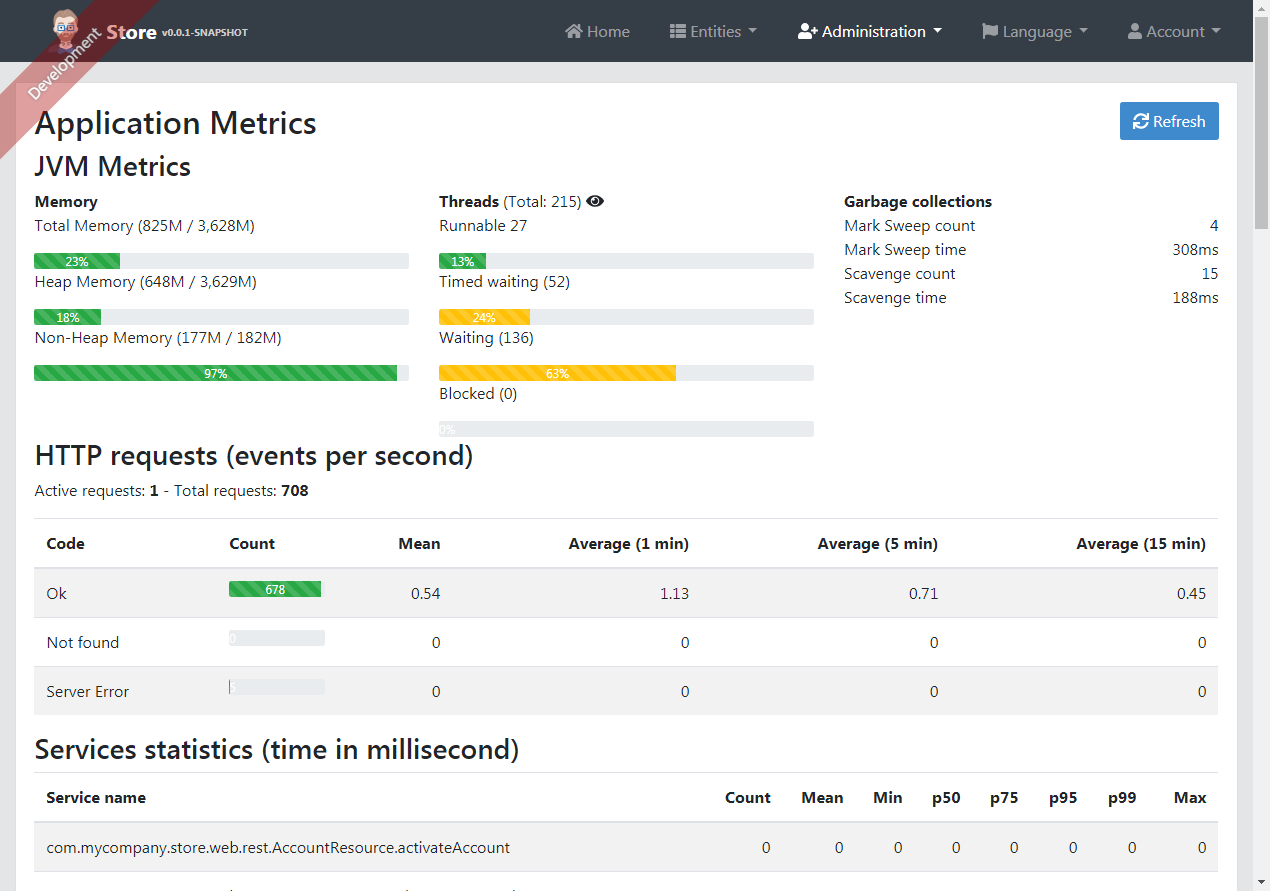 Development
Store v0.0.1-SNAPSHOT Home Entities Administration Language Account
Application Metrics Refresh
JVM Metrics
Memory
Total Memory (825M / 3,628M)
23%
Heap Memory (648M / 3,629M)
18%
Non-Heap Memory (177M / 182M)
97%
Threads (Total: 215)
Runnable 27
13%
Timed waiting (52)
24%
Waiting (136)
63%
Blocked (0)
0%
Garbage collections
Mark Sweep count 4
Mark Sweep time 308ms
Scavenge count 15
Scavenge time 188ms
HTTP requests (events per second)
Active requests: 1 - Total requests: 708
Code Count Mean Average (1 min) Average (5 min) Average (15 min)
Ok 678 0.54 1.13 0.71 0.45
Not found 0 0 0 0 0
Server Error 0 0 0 0
Services statistics (time in millisecond)
Service name Count Mean Min p50 p75 p95 p99 Max
com.mycompany.store.web.rest.AccountResource.activateAccount 0 0 0 0 0 0 0 0